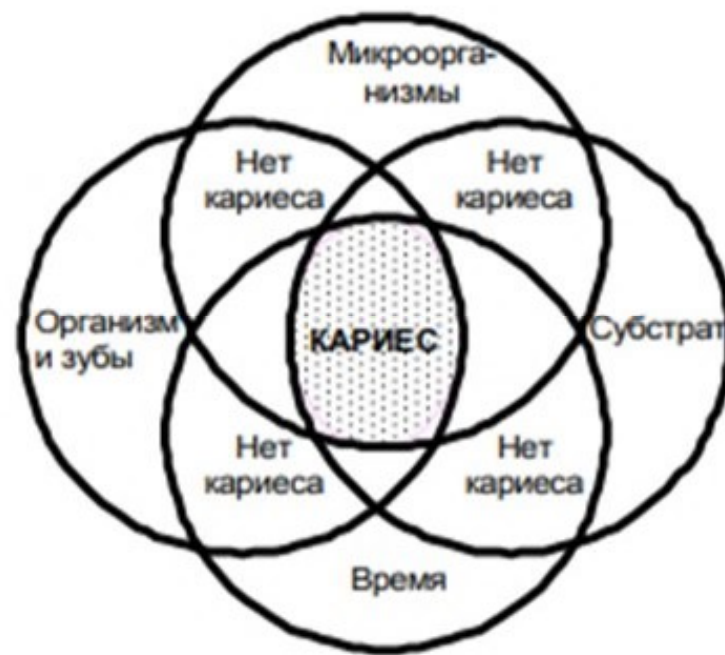 Микроорга-
низмы
Нет
кариеса
Нет
кариеса
Организм
и зубы
КАРИЕС
Субстрат
Нет
кариеса
Нет
кариеса
Время